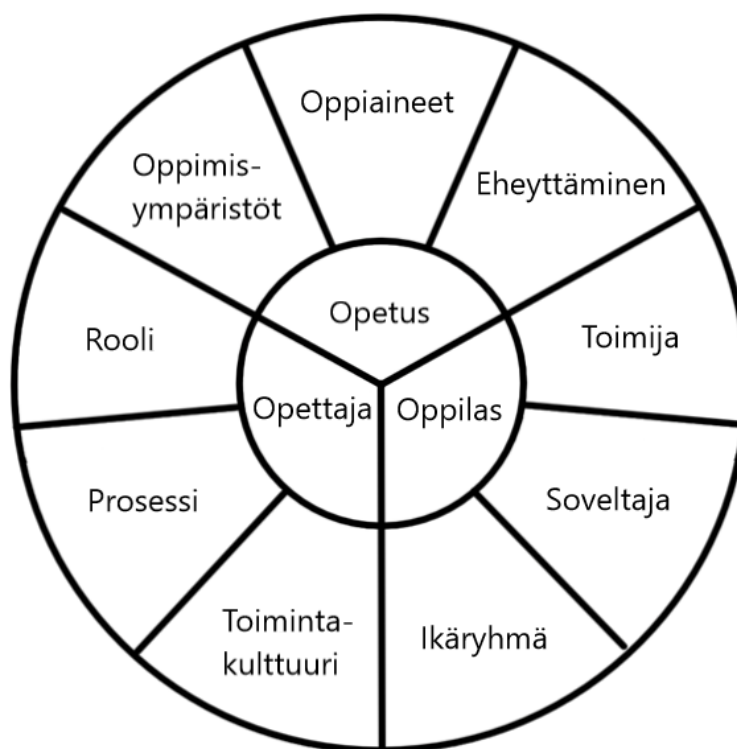 Oppiaineet
Oppimis-
ympäristöt
Eheyttäminen
Opetus
Rooli
Toimija
Opettaja
Oppilas
Prosessi
Soveltaja
Toiminta-
kulttuuri
Ikäryhmä